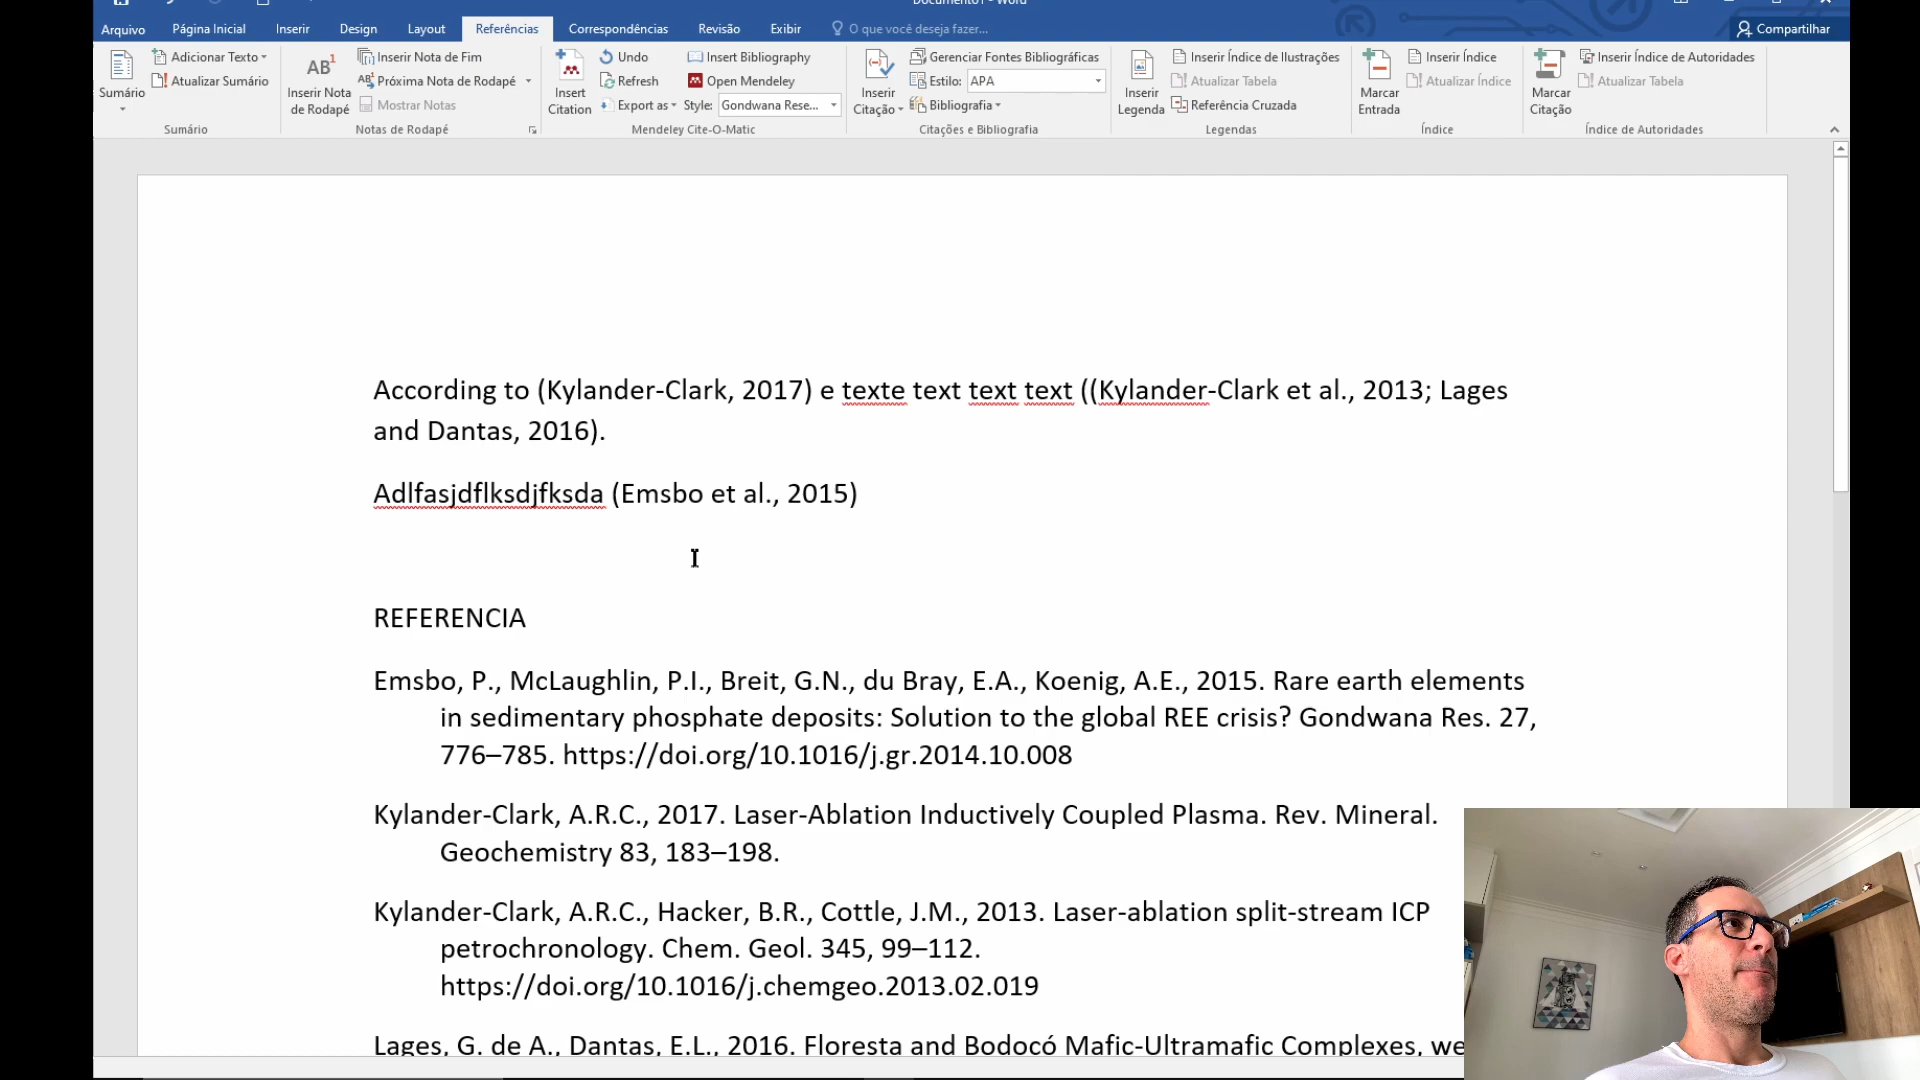 Documento1 - Word
Arquivo Página Inicial Inserir Design Layout Referências Correspondências Revisão Exibir O que você deseja fazer... Compartilhar
Sumário
Adicionar Texto
Atualizar Sumário
Sumário
AB1
Inserir Nota de Rodapé
Inserir Nota de Fim
Próxima Nota de Rodapé
Mostrar Notas
Notas de Rodapé
Insert Citation
Undo
Refresh
Export as
Insert Bibliography
Open Mendeley
Style: Gondwana Rese...
Mendeley Cite-O-Matic
Inserir Citação
Gerenciar Fontes Bibliográficas
Estilo: APA
Bibliografia
Citações e Bibliografia
Inserir Legenda
Inserir Índice de Ilustrações
Atualizar Tabela
Referência Cruzada
Legendas
Marcar Entrada
Inserir Índice
Atualizar Índice
Índice
Marcar Citação
Inserir Índice de Autoridades
Atualizar Tabela
Índice de Autoridades
According to (Kylander-Clark, 2017) e texte text text text ((Kylander-Clark et al., 2013; Lages
and Dantas, 2016).
Adlfasjdflksdjfksda (Emsbo et al., 2015)
REFERENCIA
Emsbo, P., McLaughlin, P.I., Breit, G.N., du Bray, E.A., Koenig, A.E., 2015. Rare earth elements
in sedimentary phosphate deposits: Solution to the global REE crisis? Gondwana Res. 27,
776–785. https://doi.org/10.1016/j.gr.2014.10.008
Kylander-Clark, A.R.C., 2017. Laser-Ablation Inductively Coupled Plasma. Rev. Mineral.
Geochemistry 83, 183–198.
Kylander-Clark, A.R.C., Hacker, B.R., Cottle, J.M., 2013. Laser-ablation split-stream ICP
petrochronology. Chem. Geol. 345, 99–112.
https://doi.org/10.1016/j.chemgeo.2013.02.019
Lages, G. de A., Dantas, E.L., 2016. Floresta and Bodocó Mafic-Ultramafic Complexes, we